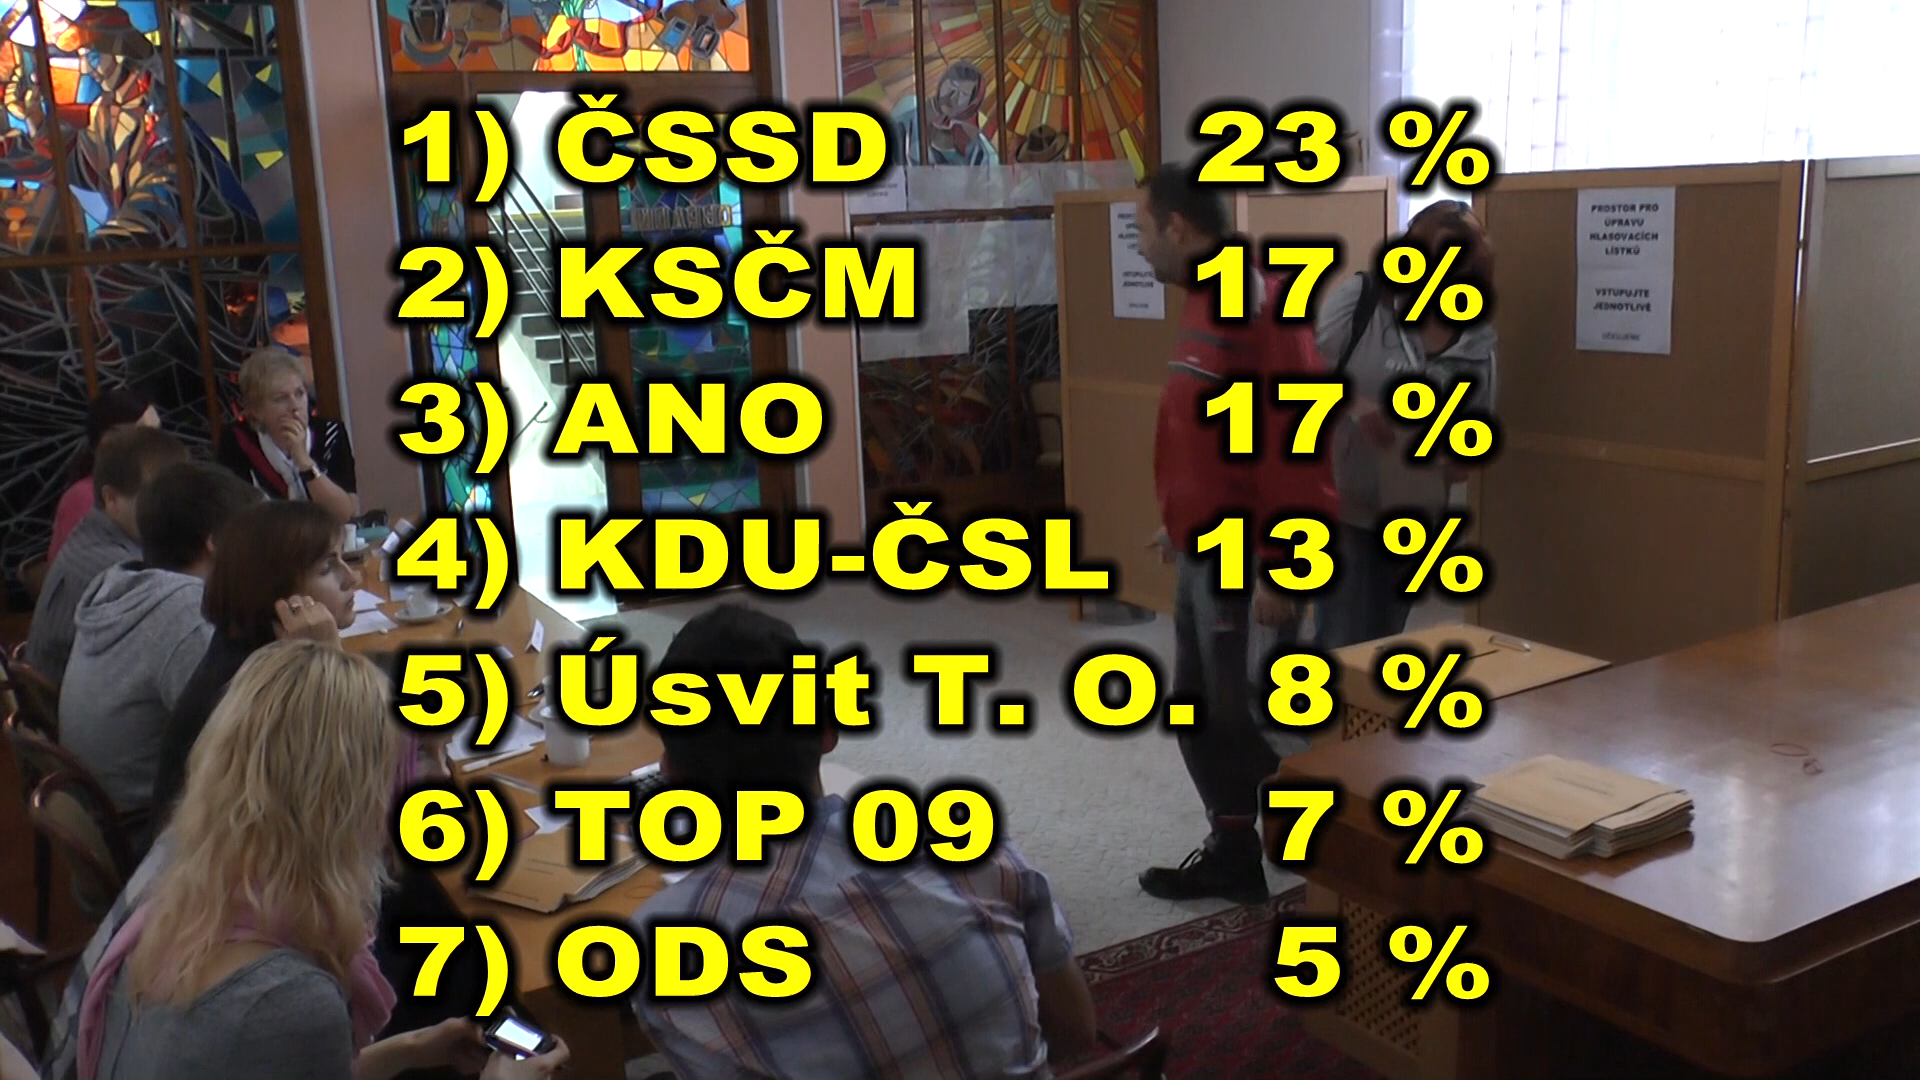 1) ČSSD 23 %
2) KSČM 17 %
3) ANO 17 %
4) KDU-ČSL 13 %
5) Úsvit T. O. 8 %
6) TOP 09 7 %
7) ODS 5 %
PROSTOR PRO
ÚPRAVU
HLASOVACÍCH
LÍSTKŮ
VSTUPUJTE
JEDNOTLIVĚ
DĚKUJEME